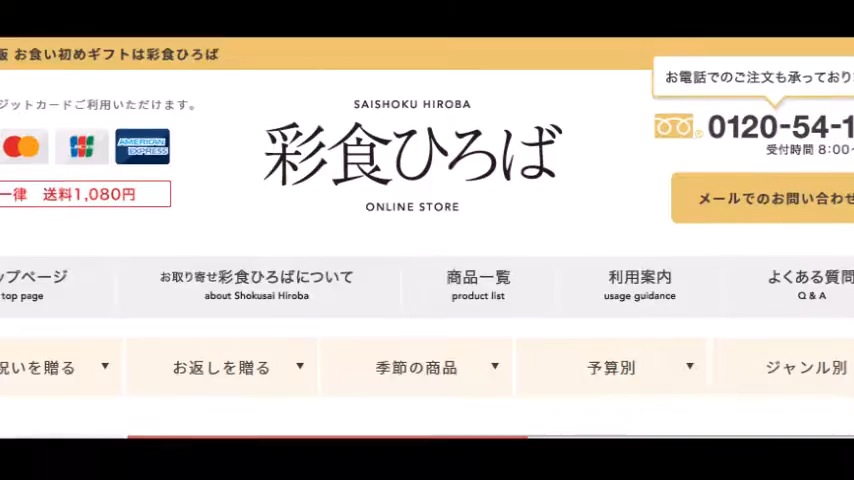 お食い初めギフトは彩食ひろば
お電話でのご注文も承っており
ジットカードご利用いただけます。
SAISHOKU HIROBA
彩食ひろば
ONLINE STORE
0120-54-1
受付時間 8:00~
AMERICAN EXPRESS
JCB
一律 送料1,080円
メールでのお問い合わせ
ップページ
top page
お取り寄せ彩食ひろばについて
about Shokusai Hiroba
商品一覧
product list
利用案内
usage guidance
よくある質問
Q & A
祝いを贈る ▼
お返しを贈る ▼
季節の商品 ▼
予算別 ▼
ジャンル別